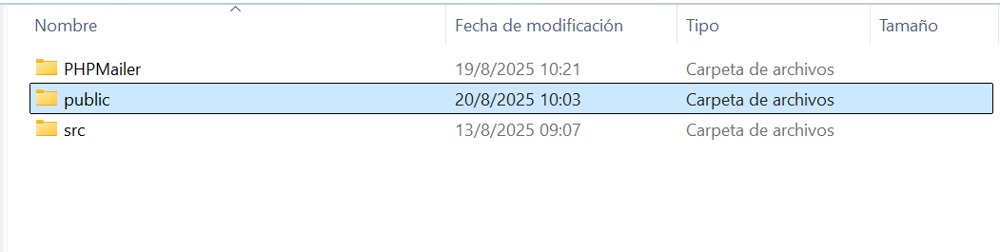 Nombre Fecha de modificación Tipo Tamaño
PHPMailer 19/8/2025 10:21 Carpeta de archivos
public 20/8/2025 10:03 Carpeta de archivos
src 13/8/2025 09:07 Carpeta de archivos